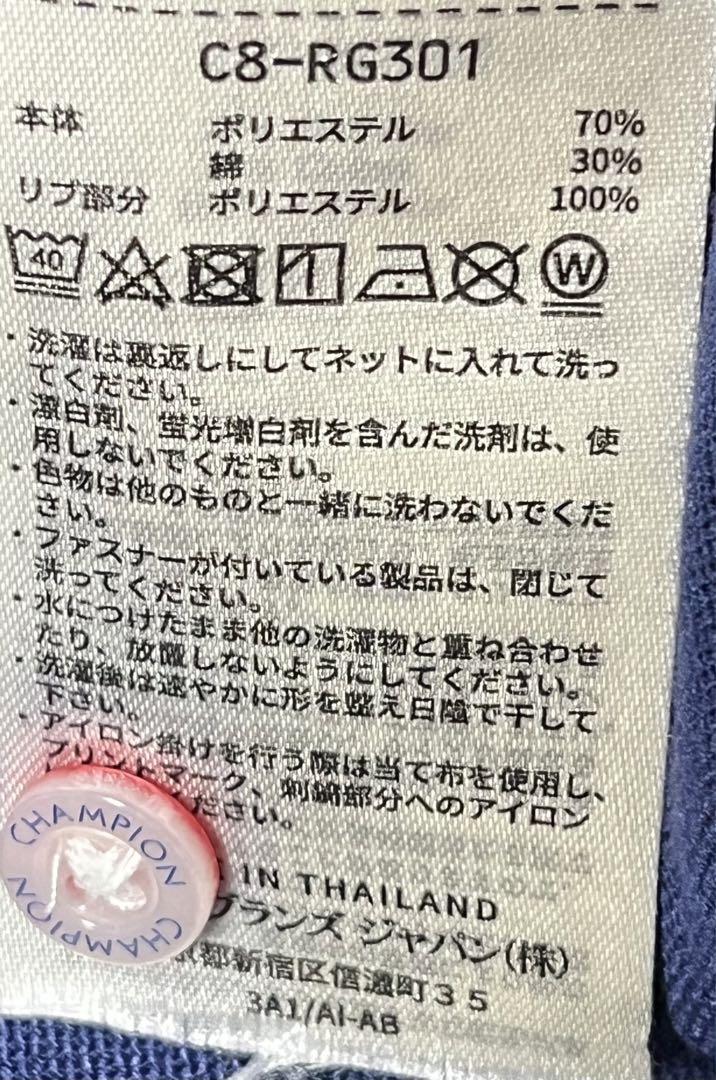 C8-RG301
本体 ポリエステル 70%
綿 30%
リブ部分 ポリエステル 100%
40 W
・洗濯は裏返しにしてネットに入れて洗っ
てください。
・漂白剤、蛍光増白剤を含んだ洗剤は、使
用しないでください。
・色物は他のものと一緒に洗わないでくだ
さい。
・ファスナーが付いている製品は、閉じて
洗ってください。
・水につけたまま他の洗濯物と重ね合わせ
たり、放置しないようにしてください。
・洗濯後は速やかに形を整え日陰で干して
下さい。
・アイロン掛けを行う際は当て布を使用し、
プリントマーク、刺繍部分へのアイロン
ください。
IN THAILAND
ブランズ ジャパン(株)
京都新宿区信濃町35
3A1/AI-AB
CHAMPION
CHAMPION